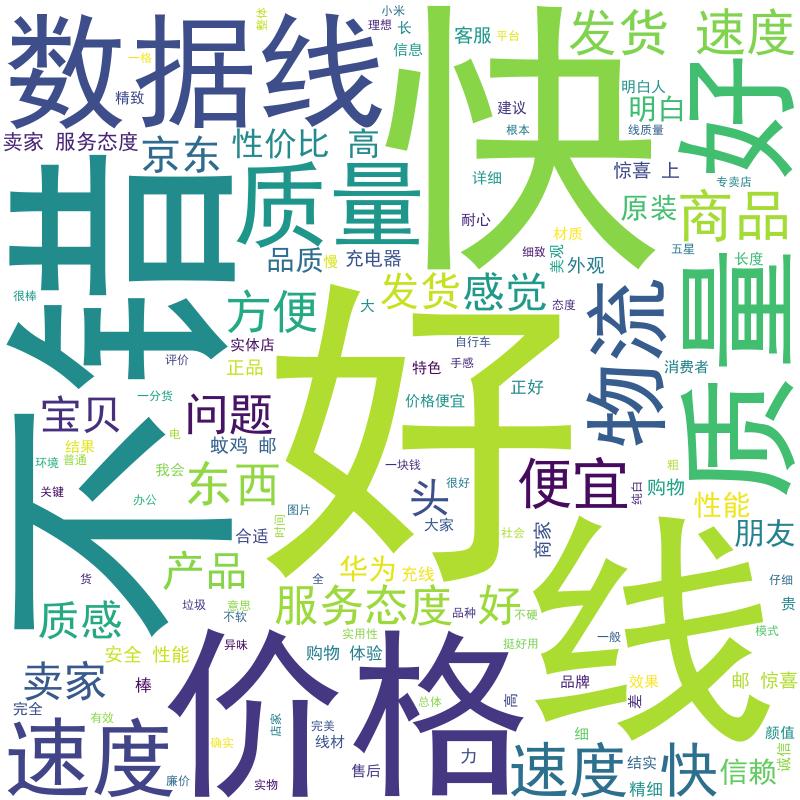 数据线
快
发货 速度
小米
理想
整体
长
客服
平台
信息
一格
精致
建议
根本
明白人
明白
线质量
好
卖家 服务态度
京东
性价比 高
惊喜 上
专卖店
详细
不错
质量
原装
商品
耐心
材质
细致
美观
外观
五星
长度
品质
慢
充电器
很棒
发货
感觉
态度
大
方便
物流
质量
实体店
自行车
评价
正品
特色
手感
消费者
好
一分货
价格便宜
正好
宝贝
问题
电
蚊鸡 邮
结果
环境
普通
我会
东西
一块钱
便宜
粗
很好
头
纯白
购物
关键
办公
图片
性能
合适
时间
大家
商家
社会
朋友
线
产品
货
华为
充线
全
仔细
垃圾
意思
服务态度 好
品种
不硬
贵
质感
不软
实用性
模式
安全 性能
异味
购物 体验
挺好用
一般
卖家
棒
价格
品牌
效果
邮 惊喜
差
完全
有效
总体
高
店家
完美
细
颜值
速度
确实
线材
力
速度 快
结实
诚信
廉价
实物
售后
精细
信赖